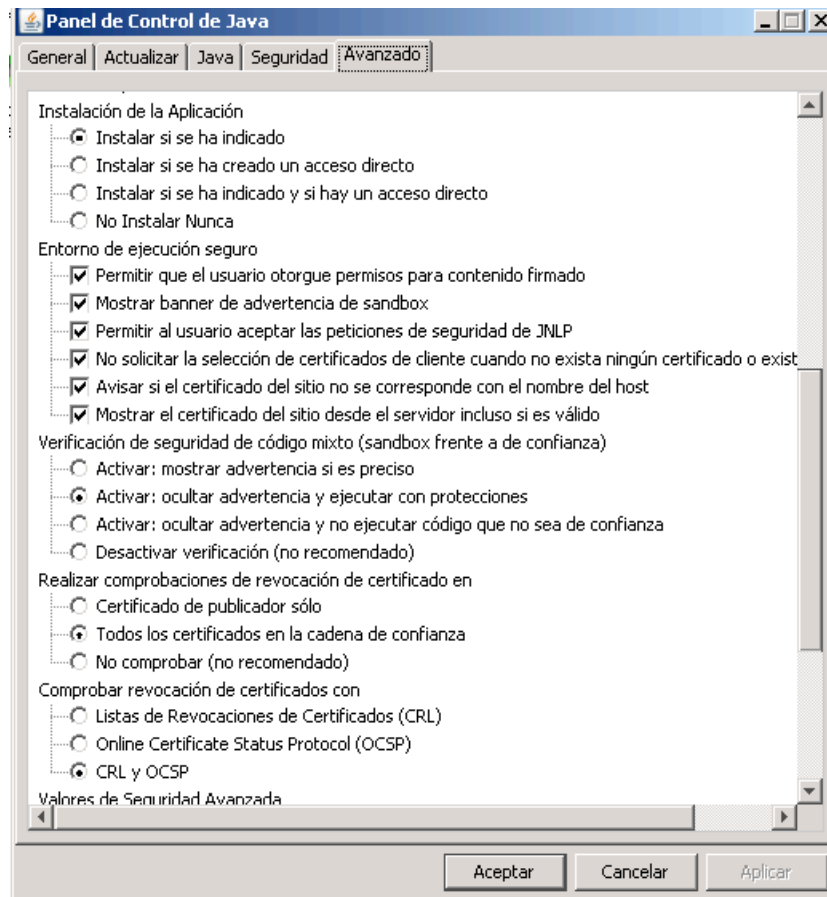 Panel de Control de Java
General
Actualizar
Java
Seguridad
Avanzado
Instalación de la Aplicación
Instalar si se ha indicado
Instalar si se ha creado un acceso directo
Instalar si se ha indicado y si hay un acceso directo
No Instalar Nunca
Entorno de ejecución seguro
Permitir que el usuario otorgue permisos para contenido firmado
Mostrar banner de advertencia de sandbox
Permitir al usuario aceptar las peticiones de seguridad de JNLP
No solicitar la selección de certificados de cliente cuando no exista ningún certificado o exist
Avisar si el certificado del sitio no se corresponde con el nombre del host
Mostrar el certificado del sitio desde el servidor incluso si es válido
Verificación de seguridad de código mixto (sandbox frente a de confianza)
Activar: mostrar advertencia si es preciso
Activar: ocultar advertencia y ejecutar con protecciones
Activar: ocultar advertencia y no ejecutar código que no sea de confianza
Desactivar verificación (no recomendado)
Realizar comprobaciones de revocación de certificado en
Certificado de publicador sólo
Todos los certificados en la cadena de confianza
No comprobar (no recomendado)
Comprobar revocación de certificados con
Listas de Revocaciones de Certificados (CRL)
Online Certificate Status Protocol (OCSP)
CRL y OCSP
Valores de Seguridad Avanzada
Aceptar
Cancelar
Aplicar